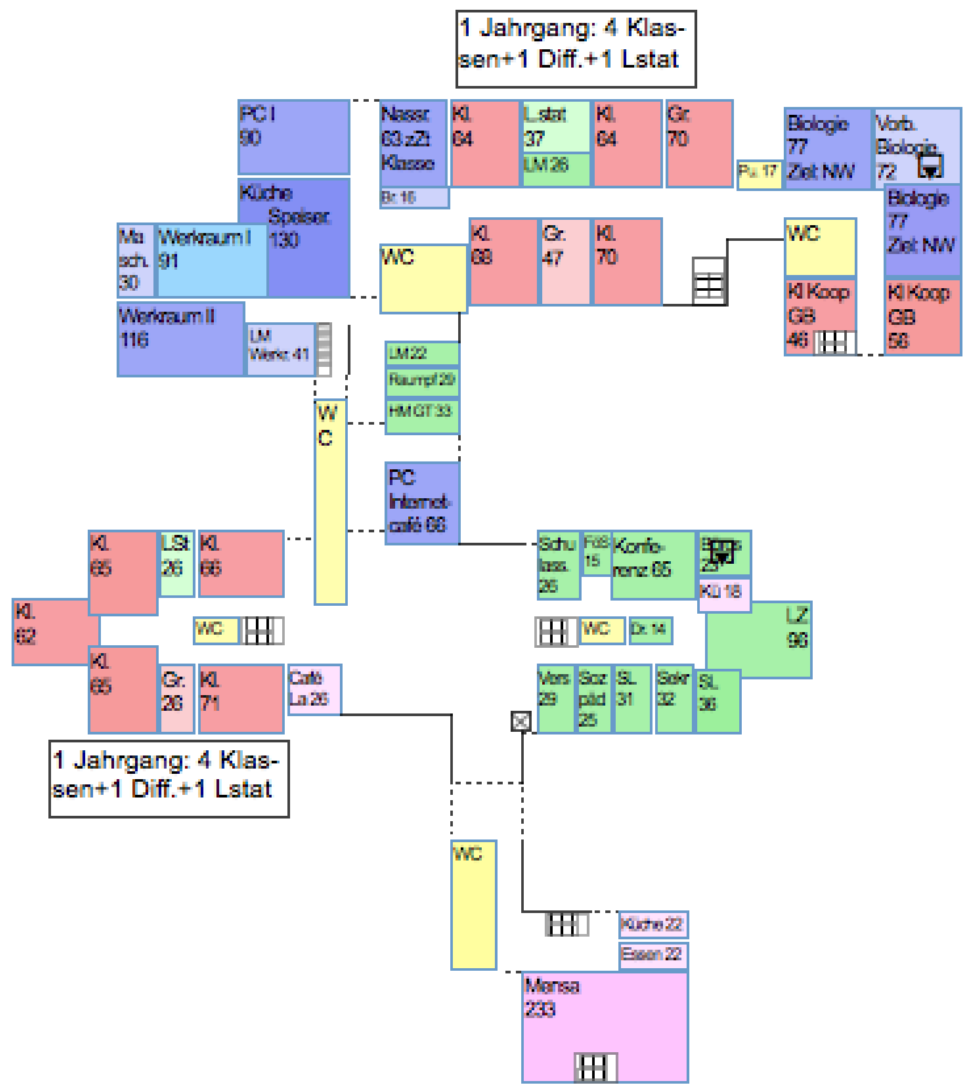 1 Jahrgang: 4 Klas-
sen+1 Diff.+1 Lstat
PC I
90
Nassr.
63 zZt
Klasse
Kl.
64
L.stat
37
LM 26
Kl.
64
Gr.
70
Pu. 17
Biologie
77
Ziel: NW
Vorb.
Biologie
72
Br. 16
Küche
Speiser.
130
Biologie
77
Ziel: NW
Ma
sch.
30
Werkraum I
91
WC
Kl.
68
Gr.
47
Kl.
70
WC
Kl Koop
GB
46
Kl Koop
GB
56
Werkraum II
116
LM
Werkr. 41
LM 22
Raumpf 29
HM GT 33
W
C
PC
Internet-
café 66
Kl.
65
LSt
26
Kl.
66
Schu
lass.
26
FöS
15
Konfe-
renz 65
Kü 18
Kl.
62
WC
WC
Dr. 14
LZ
96
Kl.
65
Gr.
26
Kl.
71
Café
La 26
Vers
29
Soz
päd
25
SL
31
Sekr
32
SL
36
1 Jahrgang: 4 Klas-
sen+1 Diff.+1 Lstat
WC
Küche 22
Essen 22
Mensa
233